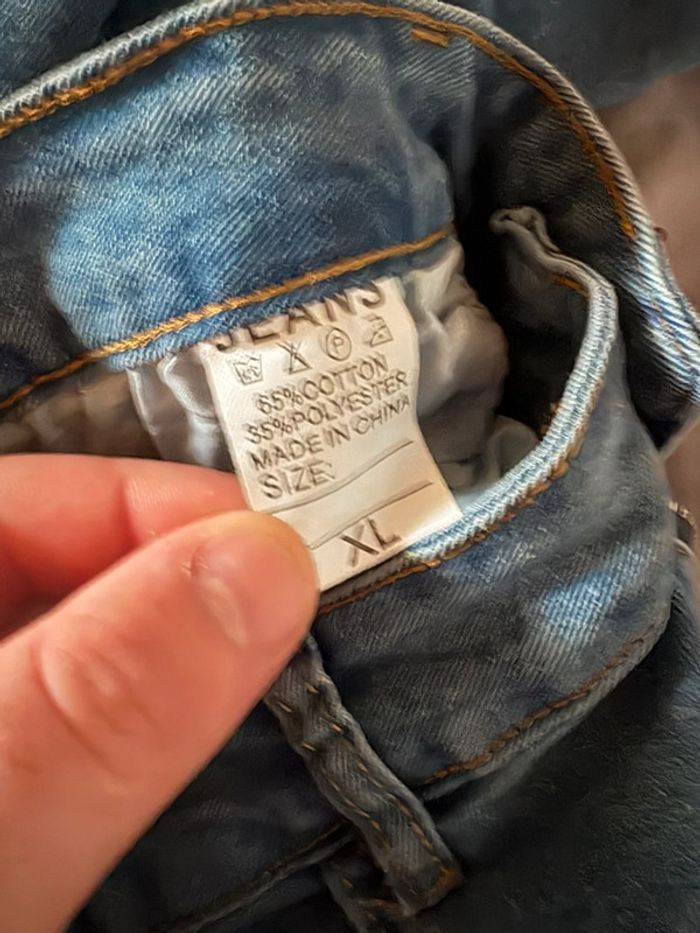 JEANS
P
65%COTTON
35%POLYESTER
MADE IN CHINA
SIZE:
XL